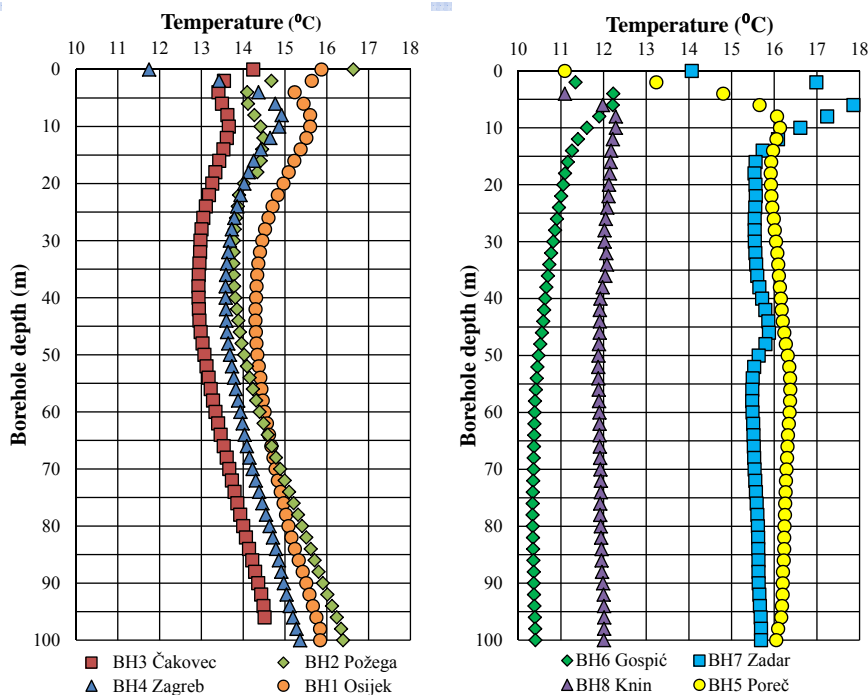 Temperature (⁰C)
10 11 12 13 14 15 16 17 18
0
10
20
30
40
50
60
70
80
90
100
Borehole depth (m)
BH3 Čakovec BH2 Požega
BH4 Zagreb BH1 Osijek
Temperature (⁰C)
10 11 12 13 14 15 16 17 18
0
10
20
30
40
50
60
70
80
90
100
Borehole depth (m)
BH6 Gospić BH7 Zadar
BH8 Knin BH5 Poreč